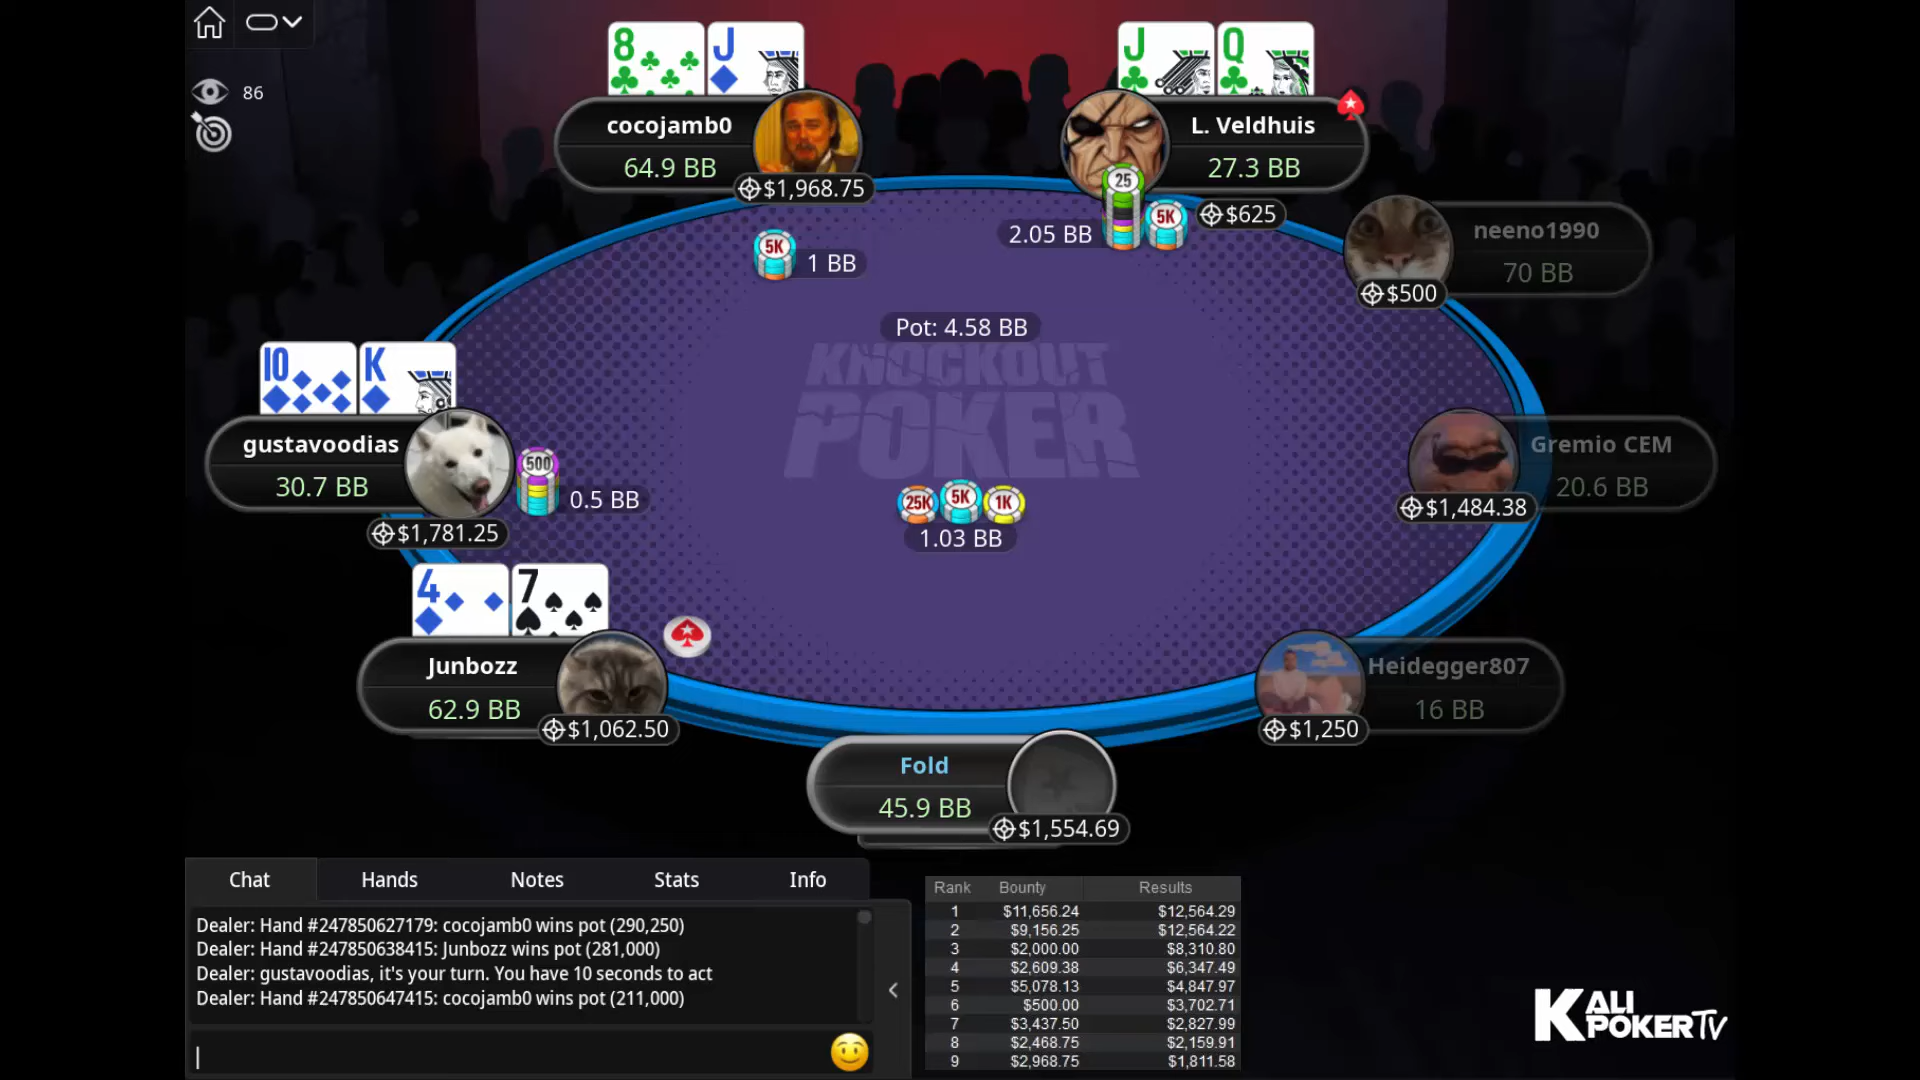 86
8 J
cocojamb0
64.9 BB
$1,968.75
J Q
L. Veldhuis
27.3 BB
$625
25
5K
2.05 BB
5K
1 BB
neeno1990
70 BB
$500
Pot: 4.58 BB
KNOCKOUT
POKER
10 K
gustavoodias
30.7 BB
$1,781.25
500
0.5 BB
25K 5K 1K
1.03 BB
Gremio CEM
20.6 BB
$1,484.38
4 7
Junbozz
62.9 BB
$1,062.50
Heidegger807
16 BB
$1,250
Fold
45.9 BB
$1,554.69
Chat Hands Notes Stats Info
Dealer: Hand #247850627179: cocojamb0 wins pot (290,250)
Dealer: Hand #247850638415: Junbozz wins pot (281,000)
Dealer: gustavoodias, it's your turn. You have 10 seconds to act
Dealer: Hand #247850647415: cocojamb0 wins pot (211,000)
Rank Bounty Results
1 $11,656.24 $12,564.29
2 $9,156.25 $12,564.22
3 $2,000.00 $8,310.80
4 $2,609.38 $6,347.49
5 $5,078.13 $4,847.97
6 $500.00 $3,702.71
7 $3,437.50 $2,827.99
8 $2,468.75 $2,159.91
9 $2,968.75 $1,811.58
KALI
POKERTV